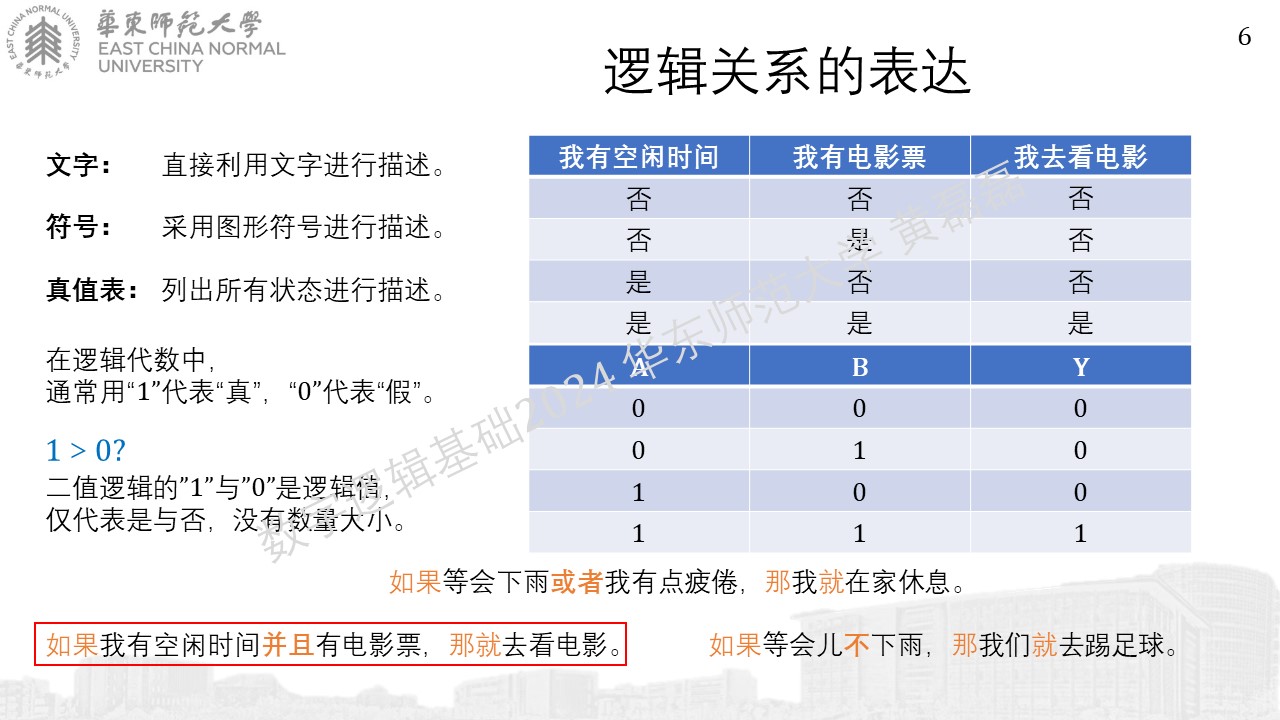 華東師範大學
EAST CHINA NORMAL
UNIVERSITY
EAST CHINA NORMAL UNIVERSITY
華東师范大学
6
逻辑关系的表达
文字： 直接利用文字进行描述。
符号： 采用图形符号进行描述。
真值表： 列出所有状态进行描述。
在逻辑代数中，
通常用“1”代表“真”，“0”代表“假”。
1 > 0?
二值逻辑的”1”与”0”是逻辑值，
仅代表是与否，没有数量大小。
我有空闲时间 我有电影票 我去看电影
否 否 否
否 是 否
是 否 否
是 是 是
A B Y
0 0 0
0 1 0
1 0 0
1 1 1
数字逻辑基础2024 华东师范大学 黄磊磊
如果等会下雨或者我有点疲倦，那我就在家休息。
如果我有空闲时间并且有电影票，那就去看电影。
如果等会儿不下雨，那我们就去踢足球。